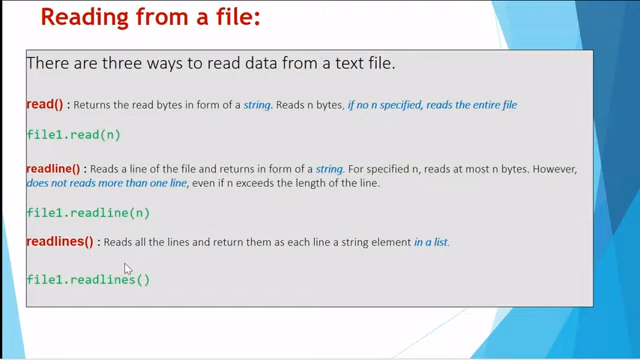 Reading from a file:
There are three ways to read data from a text file.
read() : Returns the read bytes in form of a string. Reads n bytes, if no n specified, reads the entire file
file1.read(n)
readline() : Reads a line of the file and returns in form of a string. For specified n, reads at most n bytes. However,
does not reads more than one line, even if n exceeds the length of the line.
file1.readline(n)
readlines() : Reads all the lines and return them as each line a string element in a list.
file1.readlines()